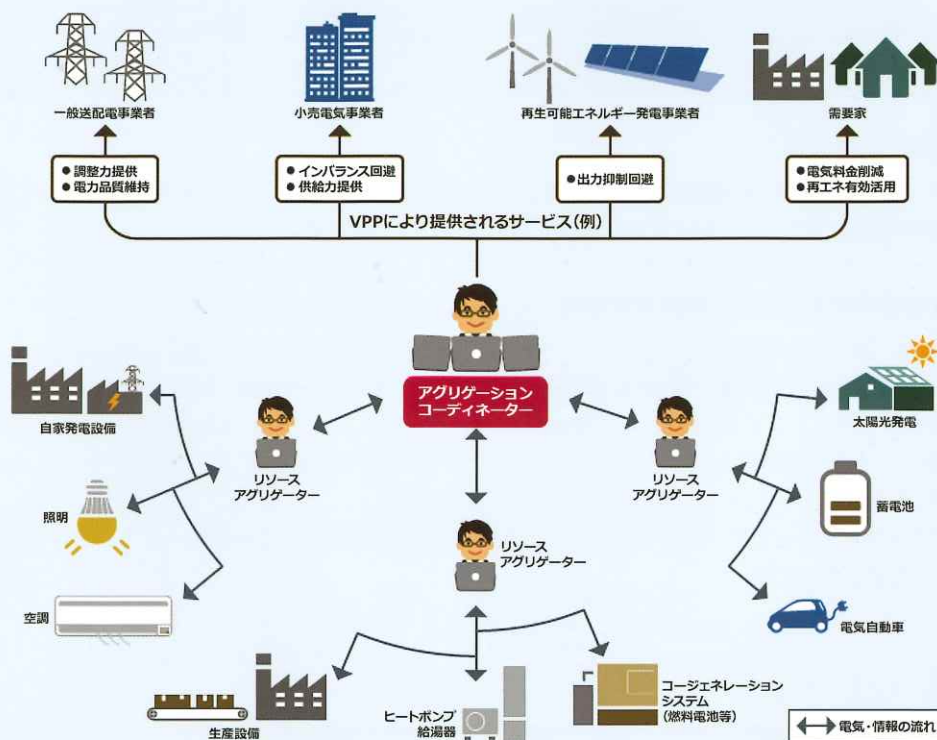 一般送配電事業者
小売電気事業者
再生可能エネルギー発電事業者
需要家
●調整力提供
●電力品質維持
●インバランス回避
●供給力提供
●出力抑制回避
●電気料金削減
●再エネ有効活用
VPPにより提供されるサービス(例)
アグリゲーション
コーディネーター
自家発電設備
リソース
アグリゲーター
リソース
アグリゲーター
太陽光発電
照明
蓄電池
リソース
アグリゲーター
空調
電気自動車
生産設備
ヒートポンプ
給湯器
コージェネレーション
システム
(燃料電池等)
電気・情報の流れ